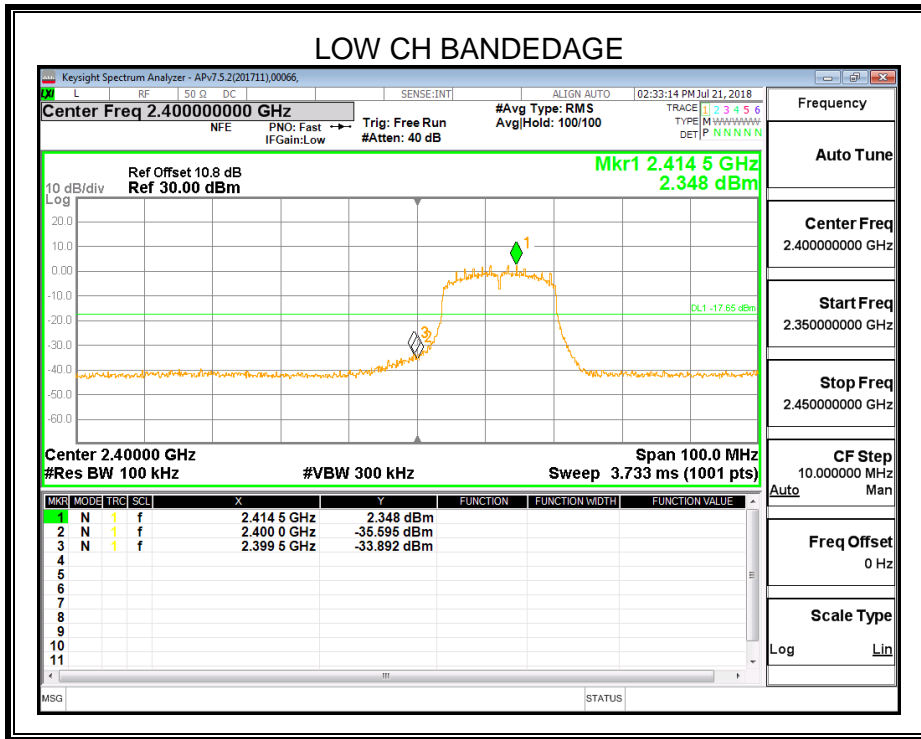 LOW CH BANDEDAGE
Keysight Spectrum Analyzer - APv7.5.2(201711),00066,
LXI L RF 50 Ω DC SENSE:INT ALIGN AUTO 02:33:14 PM Jul 21, 2018
Center Freq 2.400000000 GHz #Avg Type: RMS TRACE 1 2 3 4 5 6
NFE PNO: Fast Trig: Free Run Avg|Hold: 100/100 TYPE M WWWWW
IFGain:Low #Atten: 40 dB DET P N N N N N
Mkr1 2.414 5 GHz
Ref Offset 10.8 dB
10 dB/div Ref 30.00 dBm 2.348 dBm
Log
20.0
10.0
1
0.00
-10.0
DL1 -17.65 dBm
-20.0
3
2
-30.0
-40.0
-50.0
-60.0
Center 2.40000 GHz Span 100.0 MHz
#Res BW 100 kHz #VBW 300 kHz Sweep 3.733 ms (1001 pts)
MKR MODE TRC SCL X Y FUNCTION FUNCTION WIDTH FUNCTION VALUE
1 N 1 f 2.414 5 GHz 2.348 dBm
2 N 1 f 2.400 0 GHz -35.595 dBm
3 N 1 f 2.399 5 GHz -33.892 dBm
4
5
6
7
8
9
10
11
MSG STATUS
Frequency
Auto Tune
Center Freq
2.400000000 GHz
Start Freq
2.350000000 GHz
Stop Freq
2.450000000 GHz
CF Step
10.000000 MHz
Auto Man
Freq Offset
0 Hz
Scale Type
Log Lin